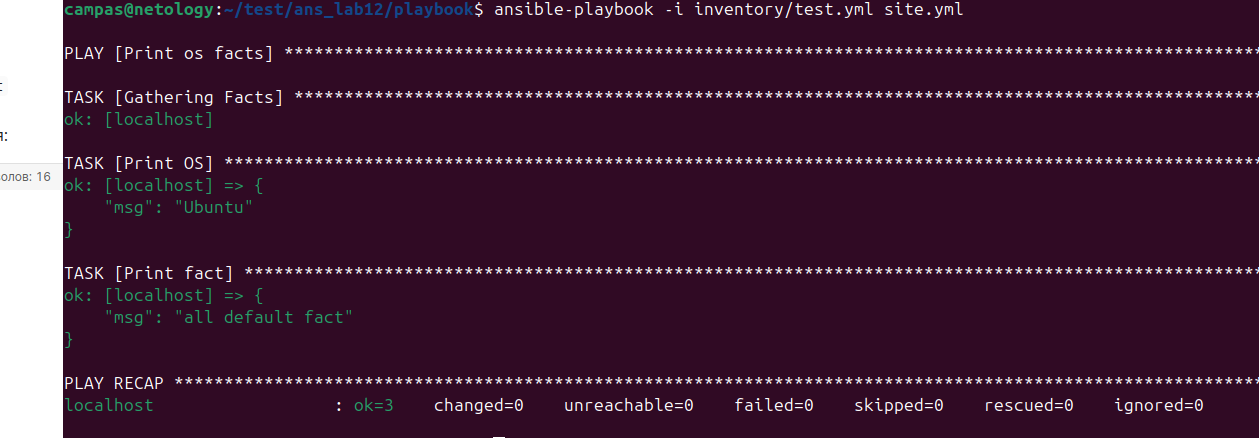 campas@netology:~/test/ans_lab12/playbook$ ansible-playbook -i inventory/test.yml site.yml
PLAY [Print os facts] **************************************************************************************************
TASK [Gathering Facts] *************************************************************************************************
ok: [localhost]
я:
TASK [Print OS] ********************************************************************************************************
олов: 16
ok: [localhost] => {
    "msg": "Ubuntu"
}
TASK [Print fact] ******************************************************************************************************
ok: [localhost] => {
    "msg": "all default fact"
}
PLAY RECAP *************************************************************************************************************
localhost                  : ok=3    changed=0    unreachable=0    failed=0    skipped=0    rescued=0    ignored=0